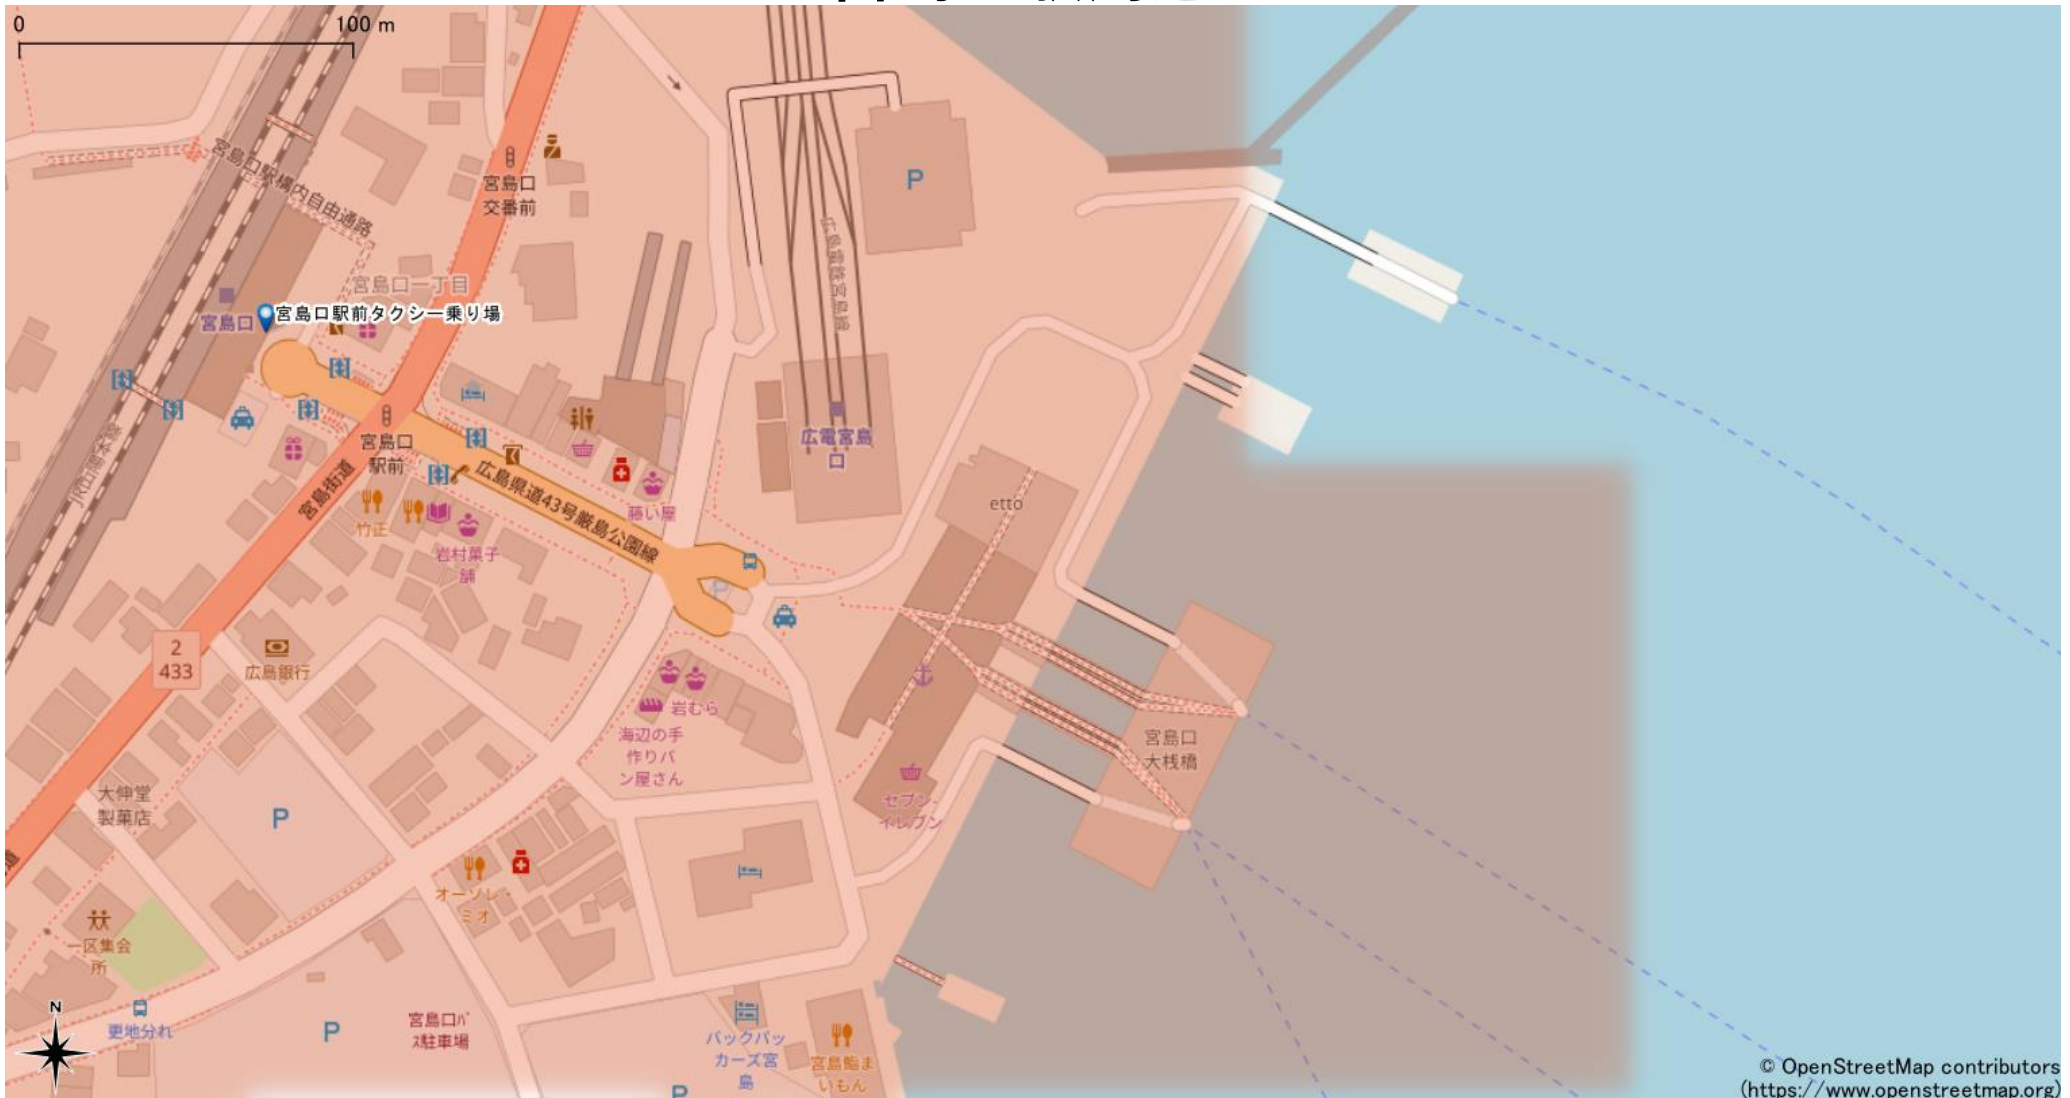 0
100 m
宮島口駅構内自由通路
宮島口
交番前
P
広島電鉄宮島線
宮島口一丁目
宮島口
宮島口駅前タクシー乗り場
宮島口
駅前
広電宮島
口
JR山陽本線
宮島街道
広島県道43号厳島公園線
竹正
藤い屋
岩村菓子
舗
etto
P
2
433
広島銀行
岩むら
海辺の手
作りパ
ン屋さん
宮島口
大桟橋
セブン-
イレブン
大伸堂
製菓店
P
オーソレ・
ミオ
道
一区集会
所
N
更地分れ
P
宮島口バ
ス駐車場
バックパッ
カーズ宮
島
宮島鮨ま
いもん
P
© OpenStreetMap contributors
(https://www.openstreetmap.org)